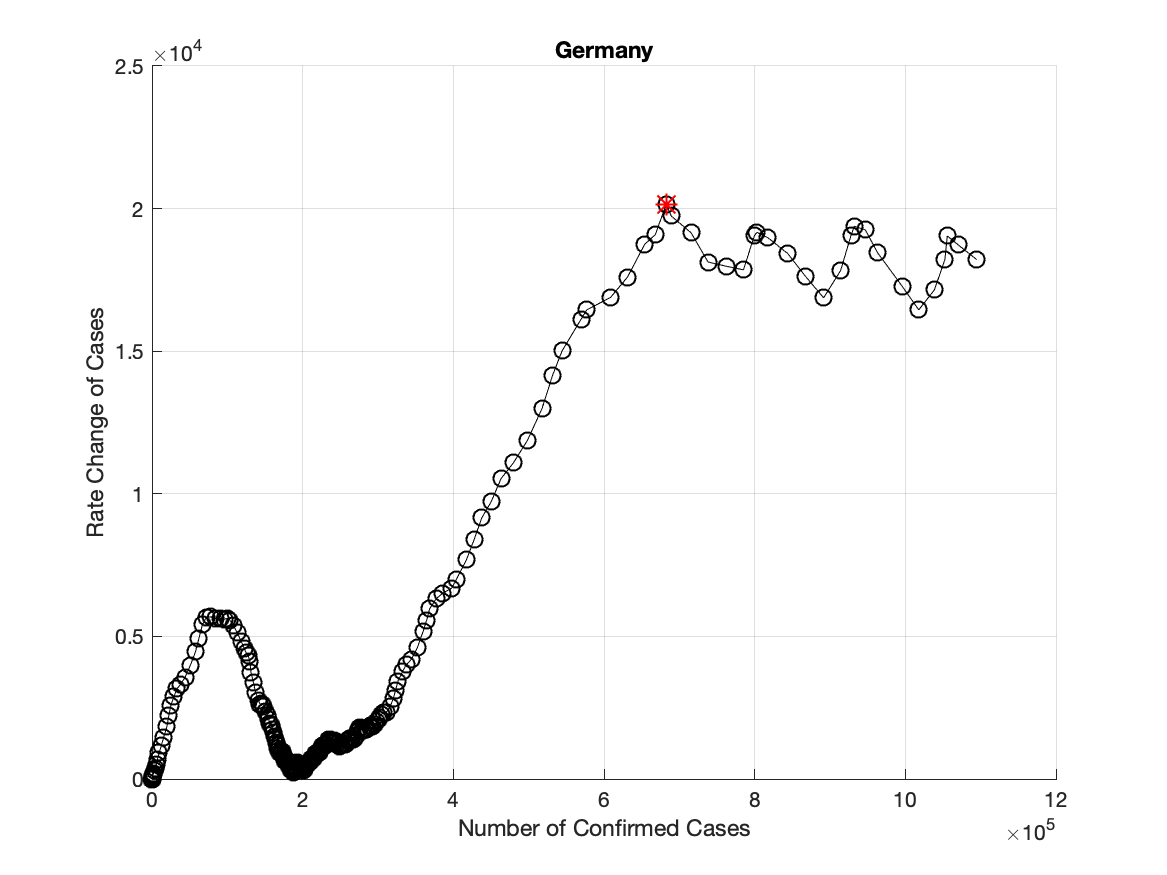 Germany
×10⁴
2.5
2
1.5
1
0.5
0
Rate Change of Cases
0 2 4 6 8 10 12
Number of Confirmed Cases
×10⁵